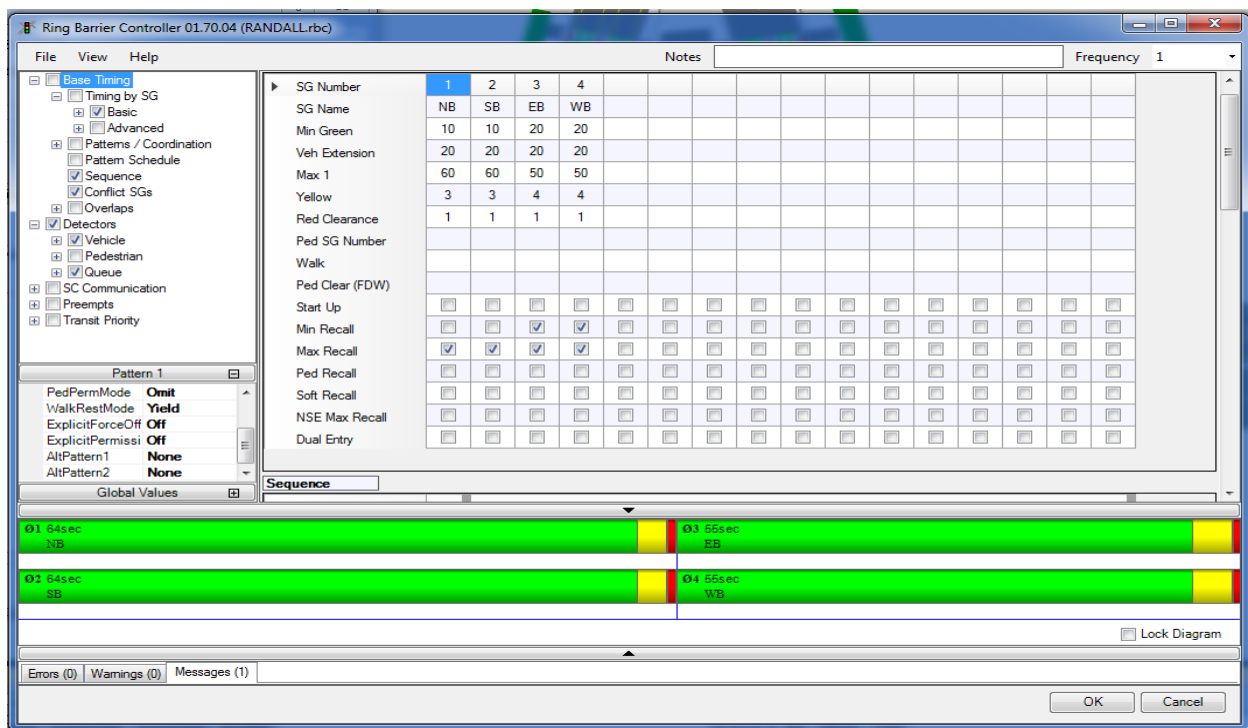 Ring Barrier Controller 01.70.04 (RANDALL.rbc)
File View Help Notes Frequency 1
Base Timing
Timing by SG
Basic
Advanced
Patterns / Coordination
Pattern Schedule
Sequence
Conflict SGs
Overlaps
Detectors
Vehicle
Pedestrian
Queue
SC Communication
Preempts
Transit Priority
Pattern 1
PedPermMode Omit
WalkRestMode Yield
ExplicitForceOff Off
ExplicitPermissi Off
AltPattern1 None
AltPattern2 None
Global Values
SG Number 1 2 3 4
SG Name NB SB EB WB
Min Green 10 10 20 20
Veh Extension 20 20 20 20
Max 1 60 60 50 50
Yellow 3 3 4 4
Red Clearance 1 1 1 1
Ped SG Number
Walk
Ped Clear (FDW)
Start Up
Min Recall
Max Recall
Ped Recall
Soft Recall
NSE Max Recall
Dual Entry
Sequence
Ø1 64sec Ø3 55sec
NB EB
Ø2 64sec Ø4 55sec
SB WB
Lock Diagram
Errors (0) Warnings (0) Messages (1)
OK Cancel